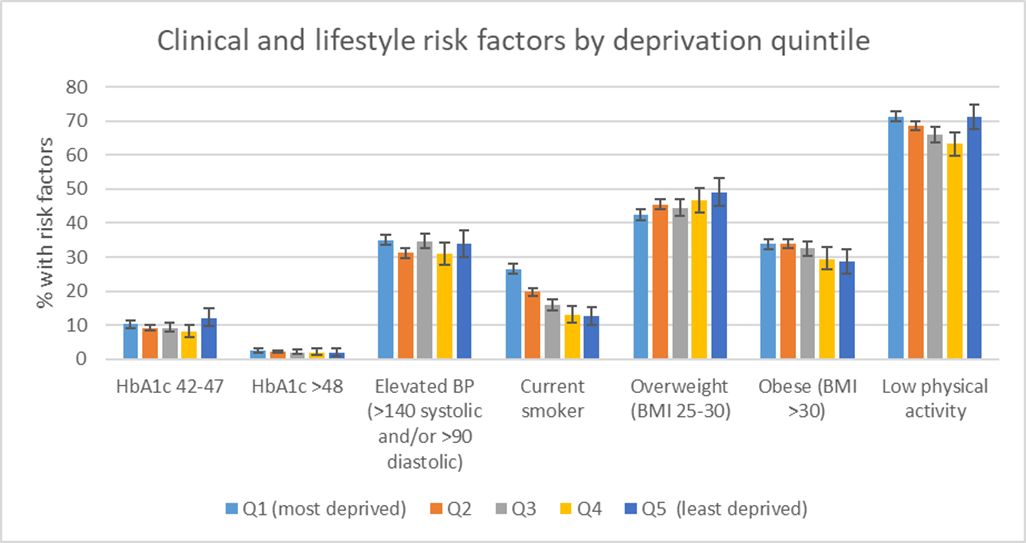 Clinical and lifestyle risk factors by deprivation quintile
% with risk factors
80
70
60
50
40
30
20
10
0
HbA1c 42-47
HbA1c >48
Elevated BP
(>140 systolic
and/or >90
diastolic)
Current
smoker
Overweight
(BMI 25-30)
Obese (BMI
>30)
Low physical
activity
Q1 (most deprived) Q2 Q3 Q4 Q5 (least deprived)